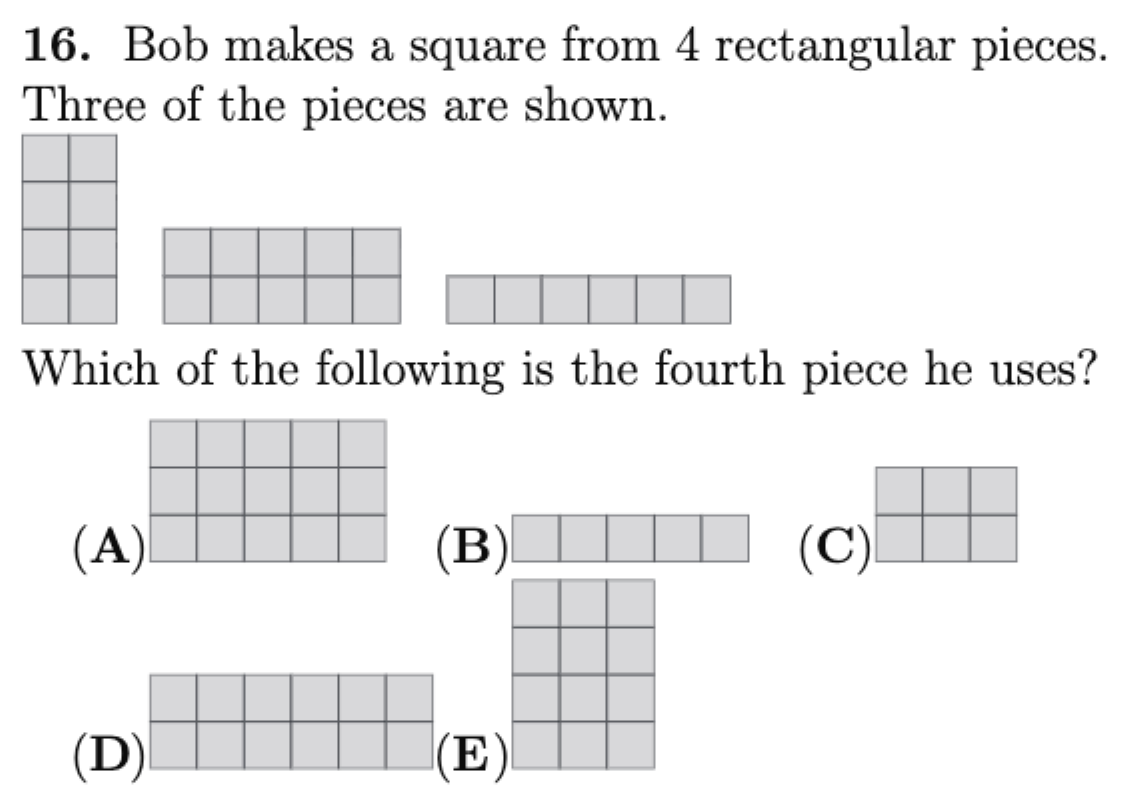 16. Bob makes a square from 4 rectangular pieces.
Three of the pieces are shown.
Which of the following is the fourth piece he uses?
(A) (B) (C)
(D) (E)